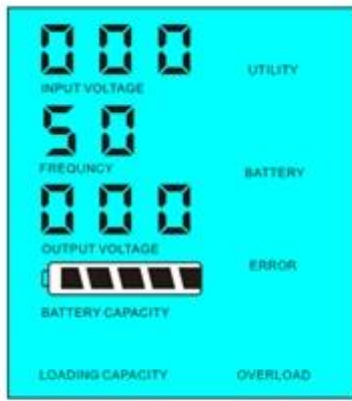 000
UTILITY
INPUT VOLTAGE
50
FREQUNCY
BATTERY
000
OUTPUT VOLTAGE
ERROR
BATTERY CAPACITY
LOADING CAPACITY
OVERLOAD